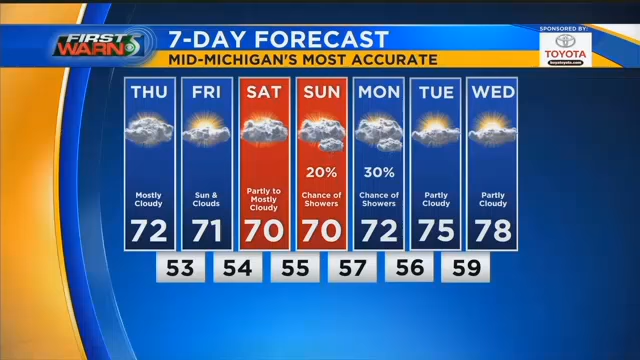 FIRST
WARN 5
7-DAY FORECAST
MID-MICHIGAN'S MOST ACCURATE
SPONSORED BY:
TOYOTA
buyatoyota.com
THU FRI SAT SUN MON TUE WED
20% 30%
Mostly Cloudy
Sun & Clouds
Partly to Mostly Cloudy
Chance of Showers
Chance of Showers
Partly Cloudy
Partly Cloudy
72 71 70 70 72 75 78
53 54 55 57 56 59